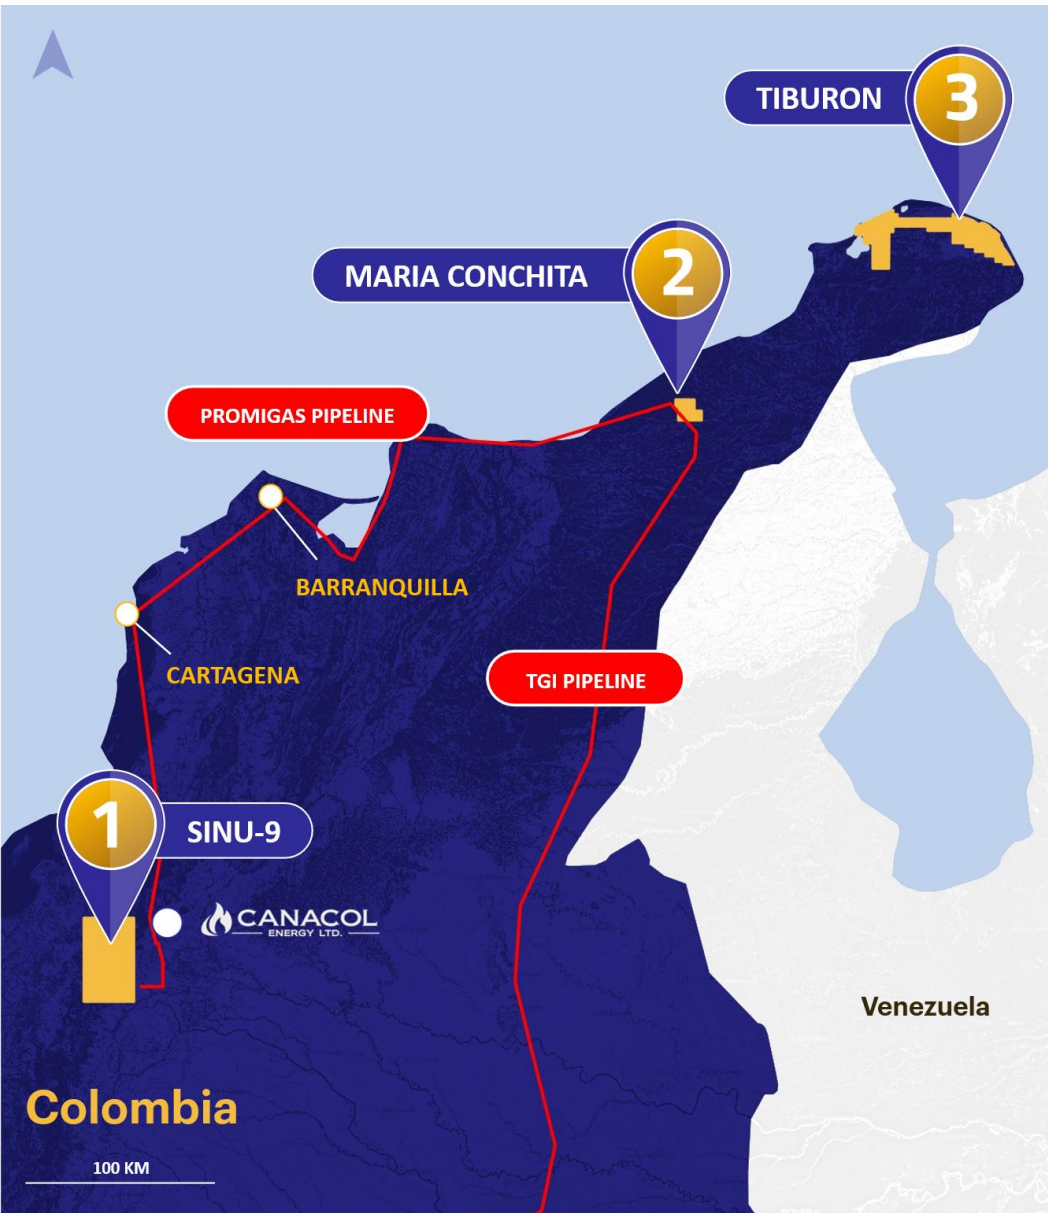 3
TIBURON
2
MARIA CONCHITA
PROMIGAS PIPELINE
BARRANQUILLA
CARTAGENA
TGI PIPELINE
1
SINU-9
CANACOL
ENERGY LTD.
Venezuela
Colombia
100 KM